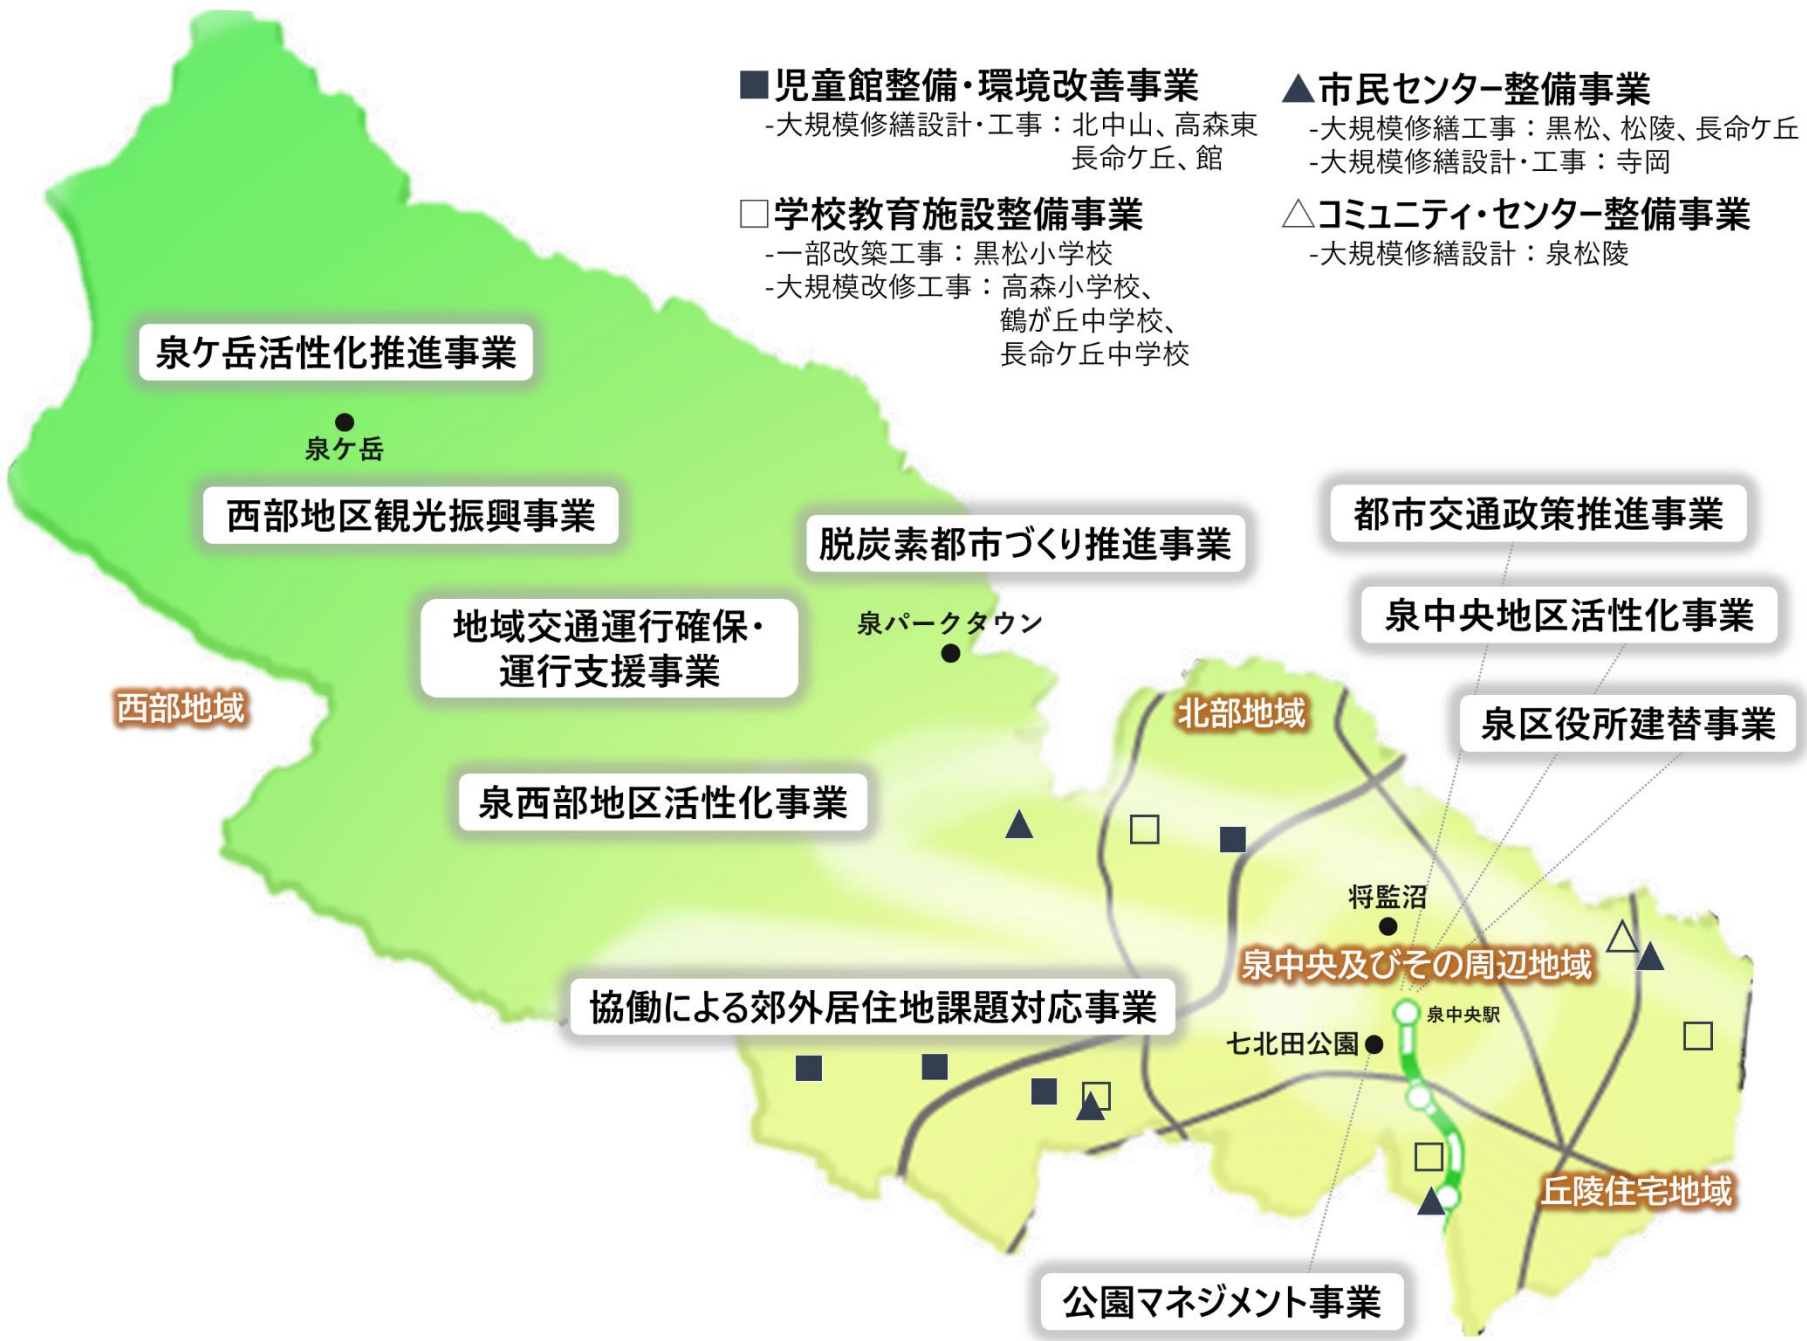 ■児童館整備・環境改善事業
-大規模修繕設計・工事：北中山、高森東
長命ケ丘、館
□学校教育施設整備事業
-一部改築工事：黒松小学校
-大規模改修工事：高森小学校、
鶴が丘中学校、
長命ケ丘中学校
▲市民センター整備事業
-大規模修繕工事：黒松、松陵、長命ケ丘
-大規模修繕設計・工事：寺岡
△コミュニティ・センター整備事業
-大規模修繕設計：泉松陵
泉ケ岳活性化推進事業
泉ケ岳
西部地区観光振興事業
脱炭素都市づくり推進事業
都市交通政策推進事業
地域交通運行確保・
運行支援事業
泉パークタウン
泉中央地区活性化事業
西部地域
北部地域
泉区役所建替事業
泉西部地区活性化事業
将監沼
泉中央及びその周辺地域
協働による郊外居住地課題対応事業
泉中央駅
七北田公園
丘陵住宅地域
公園マネジメント事業